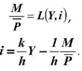 M/P̅ = L(Y,i),
i = k/h Y − 1/h M/P̅.